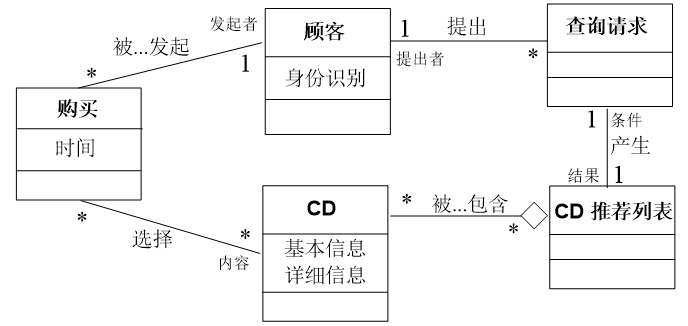 发起者
顾客
1
提出
查询请求
被...发起
1
提出者
*
*
身份识别
购买
时间
1
条件
产生
结果
1
*
选择
*
内容
CD
基本信息
详细信息
*
被...包含
*
CD 推荐列表